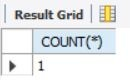 Result Grid
COUNT(*)
1